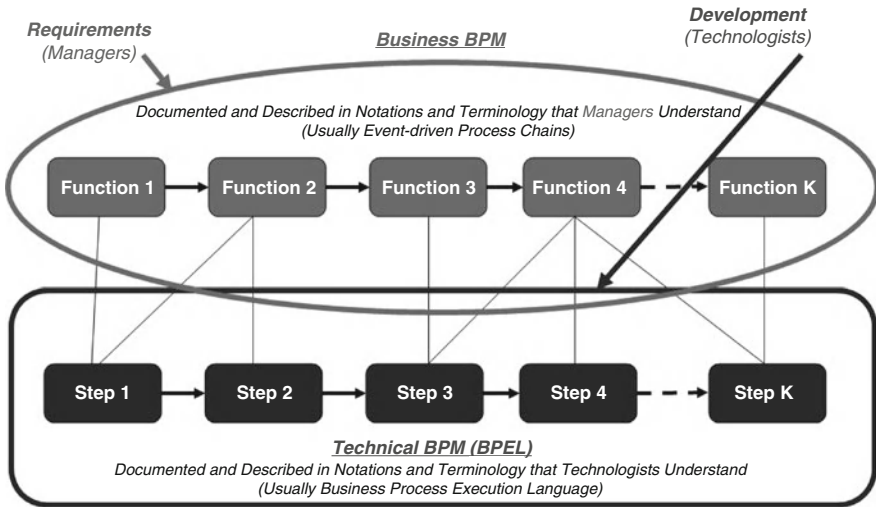 Requirements
(Managers)
Business BPM
Development
(Technologists)
Documented and Described in Notations and Terminology that Managers Understand
(Usually Event-driven Process Chains)
Function 1
Function 2
Function 3
Function 4
Function K
Step 1
Step 2
Step 3
Step 4
Step K
Technical BPM (BPEL)
Documented and Described in Notations and Terminology that Technologists Understand
(Usually Business Process Execution Language)